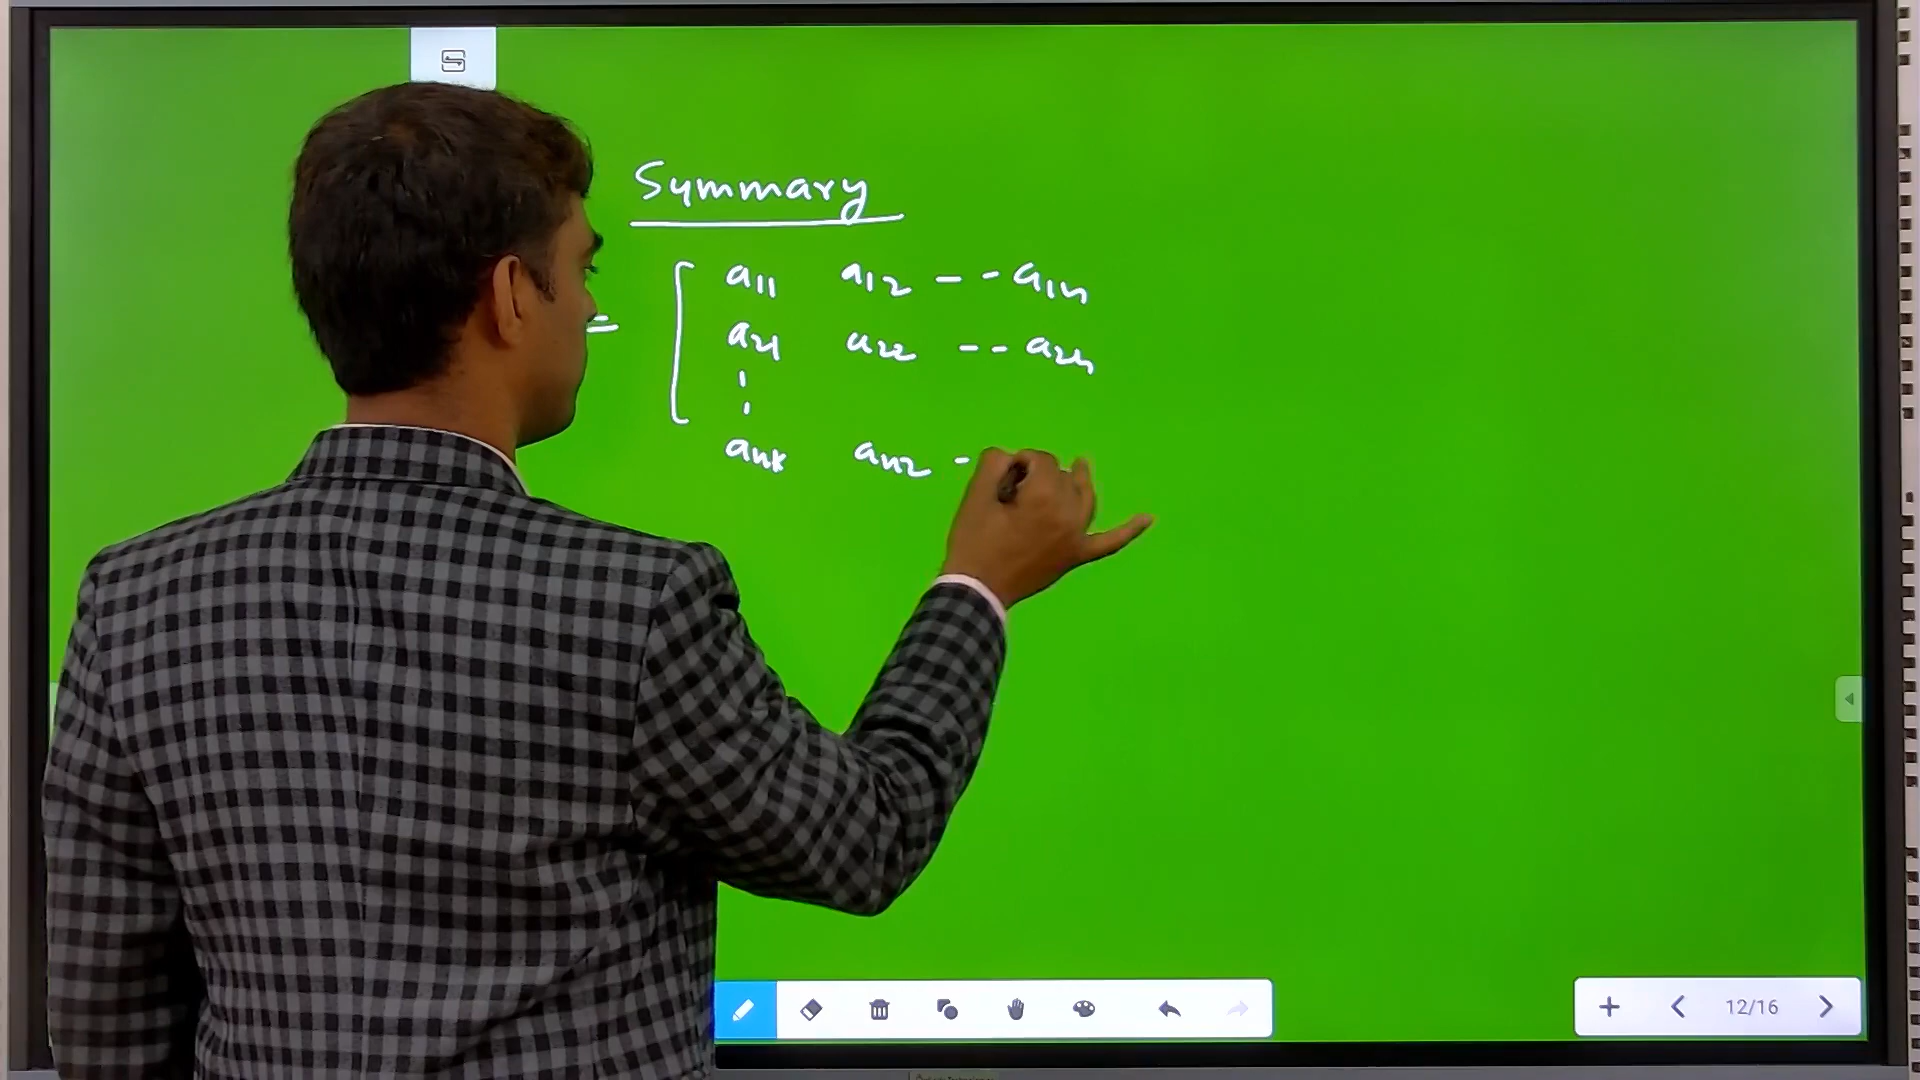 Summary
= [ a11 a12 - - a1n
a21 a22 - - a2n
an1 an2 -
12/16